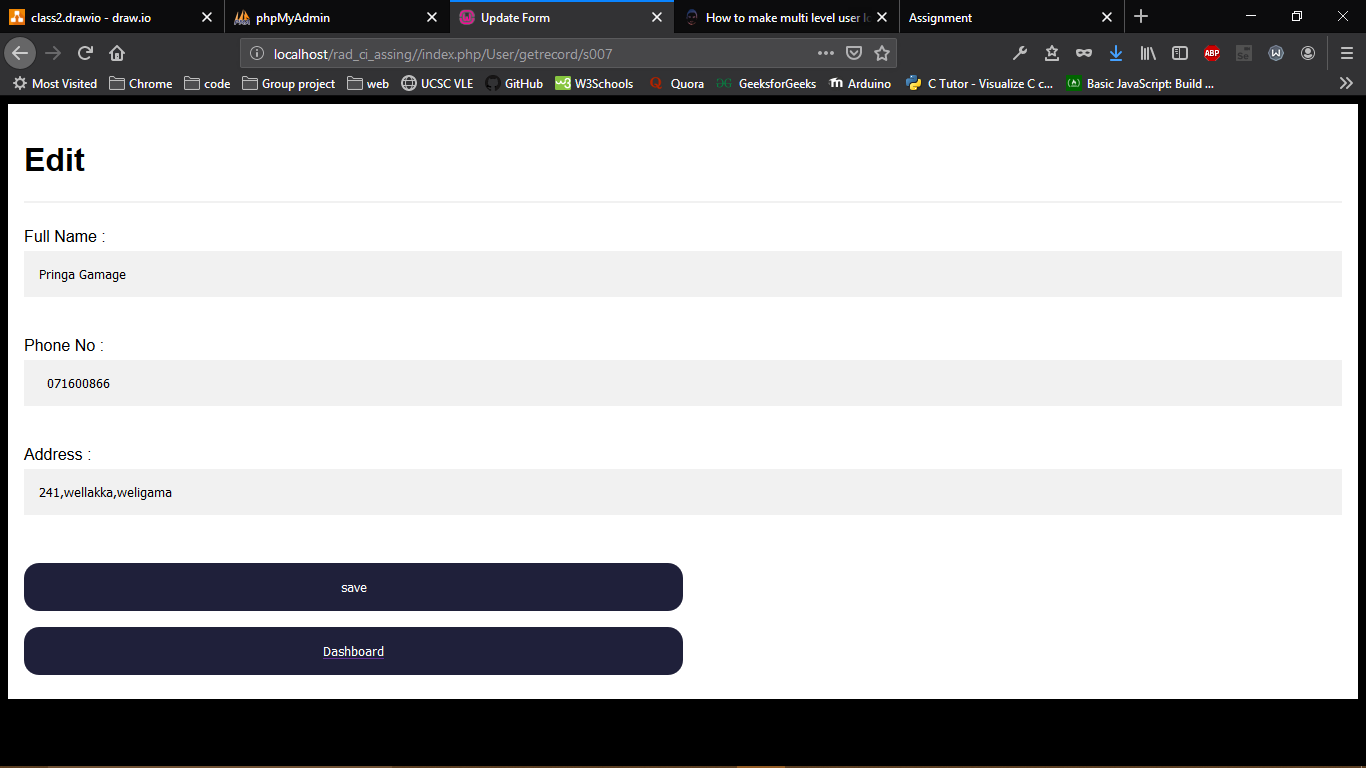 class2.drawio - draw.io
phpMyAdmin
Update Form
How to make multi level user lo
Assignment
localhost/rad_ci_assing//index.php/User/getrecord/s007
ABP
Most Visited
Chrome
code
Group project
web
UCSC VLE
GitHub
W3Schools
Quora
GeeksforGeeks
Arduino
C Tutor - Visualize C c...
Basic JavaScript: Build ...
Edit
Full Name :
Pringa Gamage
Phone No :
071600866
Address :
241,wellakka,weligama
save
Dashboard